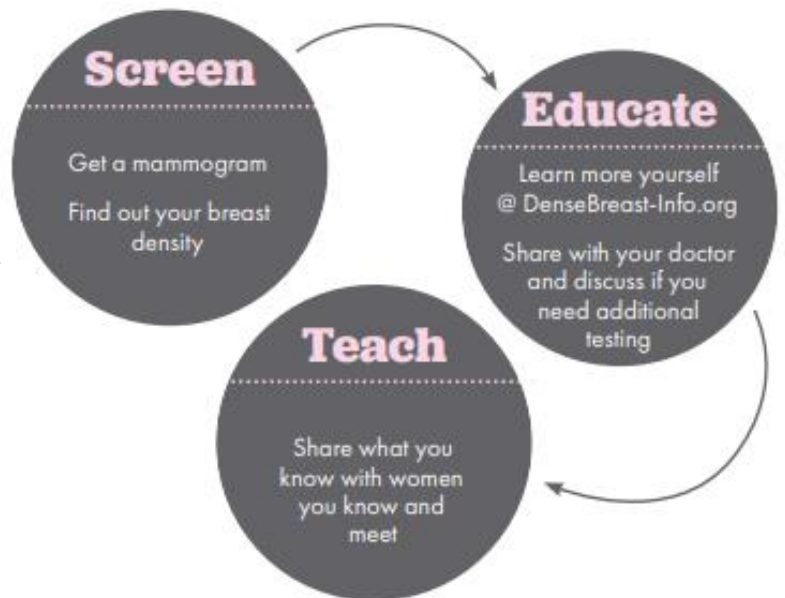 Screen
Get a mammogram
Find out your breast
density
Educate
Learn more yourself
@ DenseBreast-Info.org
Share with your doctor
and discuss if you
need additional
testing
Teach
Share what you
know with women
you know and
meet